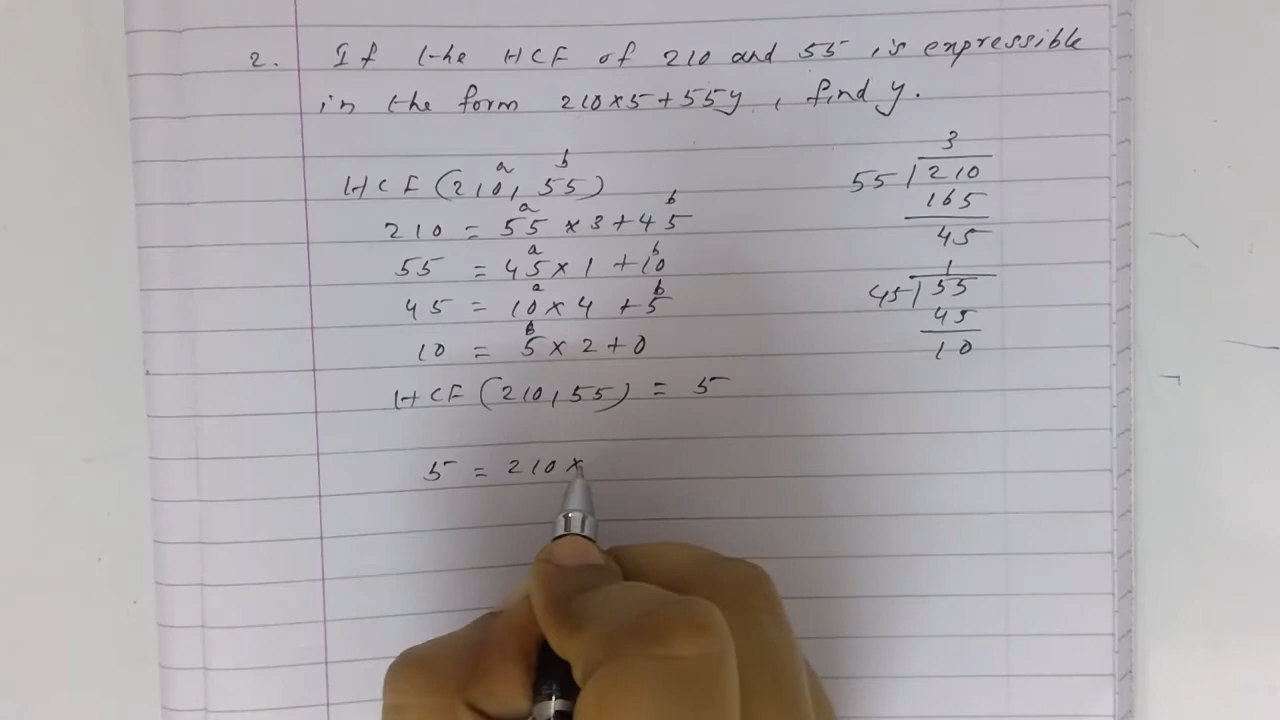 2. If the HCF of 210 and 55 is expressible
in the form 210×5+55y, find y.
a b
HCF(210, 55)
a b
210 = 55 × 3 + 45
a b
55 = 45 × 1 + 10
a b
45 = 10 × 4 + 5
b
10 = 5 × 2 + 0
HCF(210,55) = 5
5 = 210×
3
55 210
165
45
1
45 55
45
10